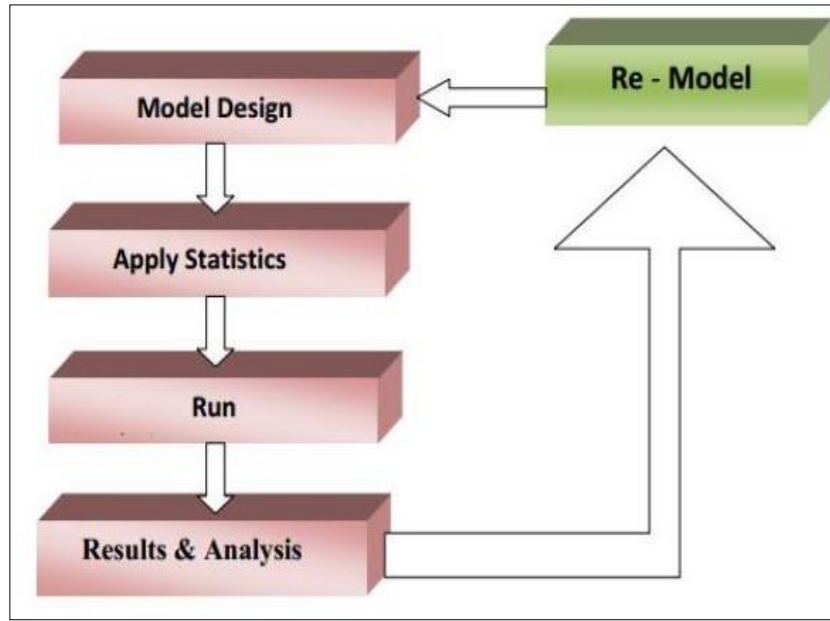 Model Design
Re - Model
Apply Statistics
Run
Results & Analysis